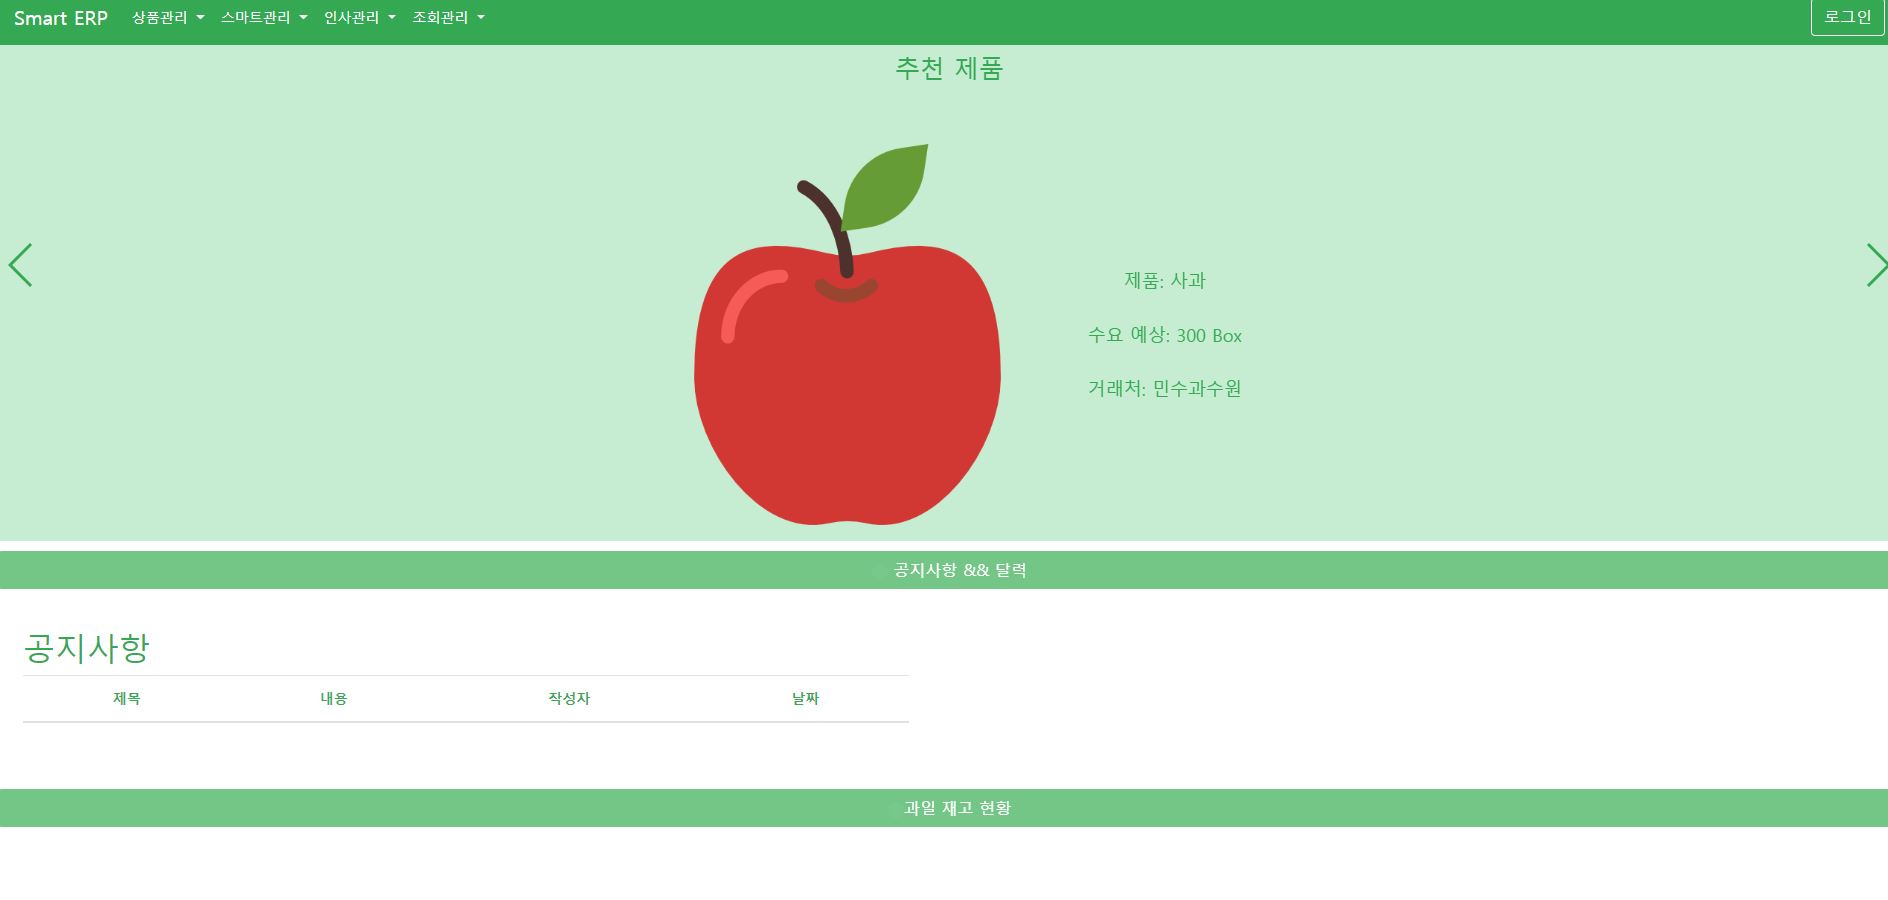 Smart ERP 상품관리 스마트관리 인사관리 조회관리 로그인
추천 제품
제품: 사과
수요 예상: 300 Box
거래처: 민수과수원
공지사항 && 달력
공지사항
제목 내용 작성자 날짜
과일 재고 현황